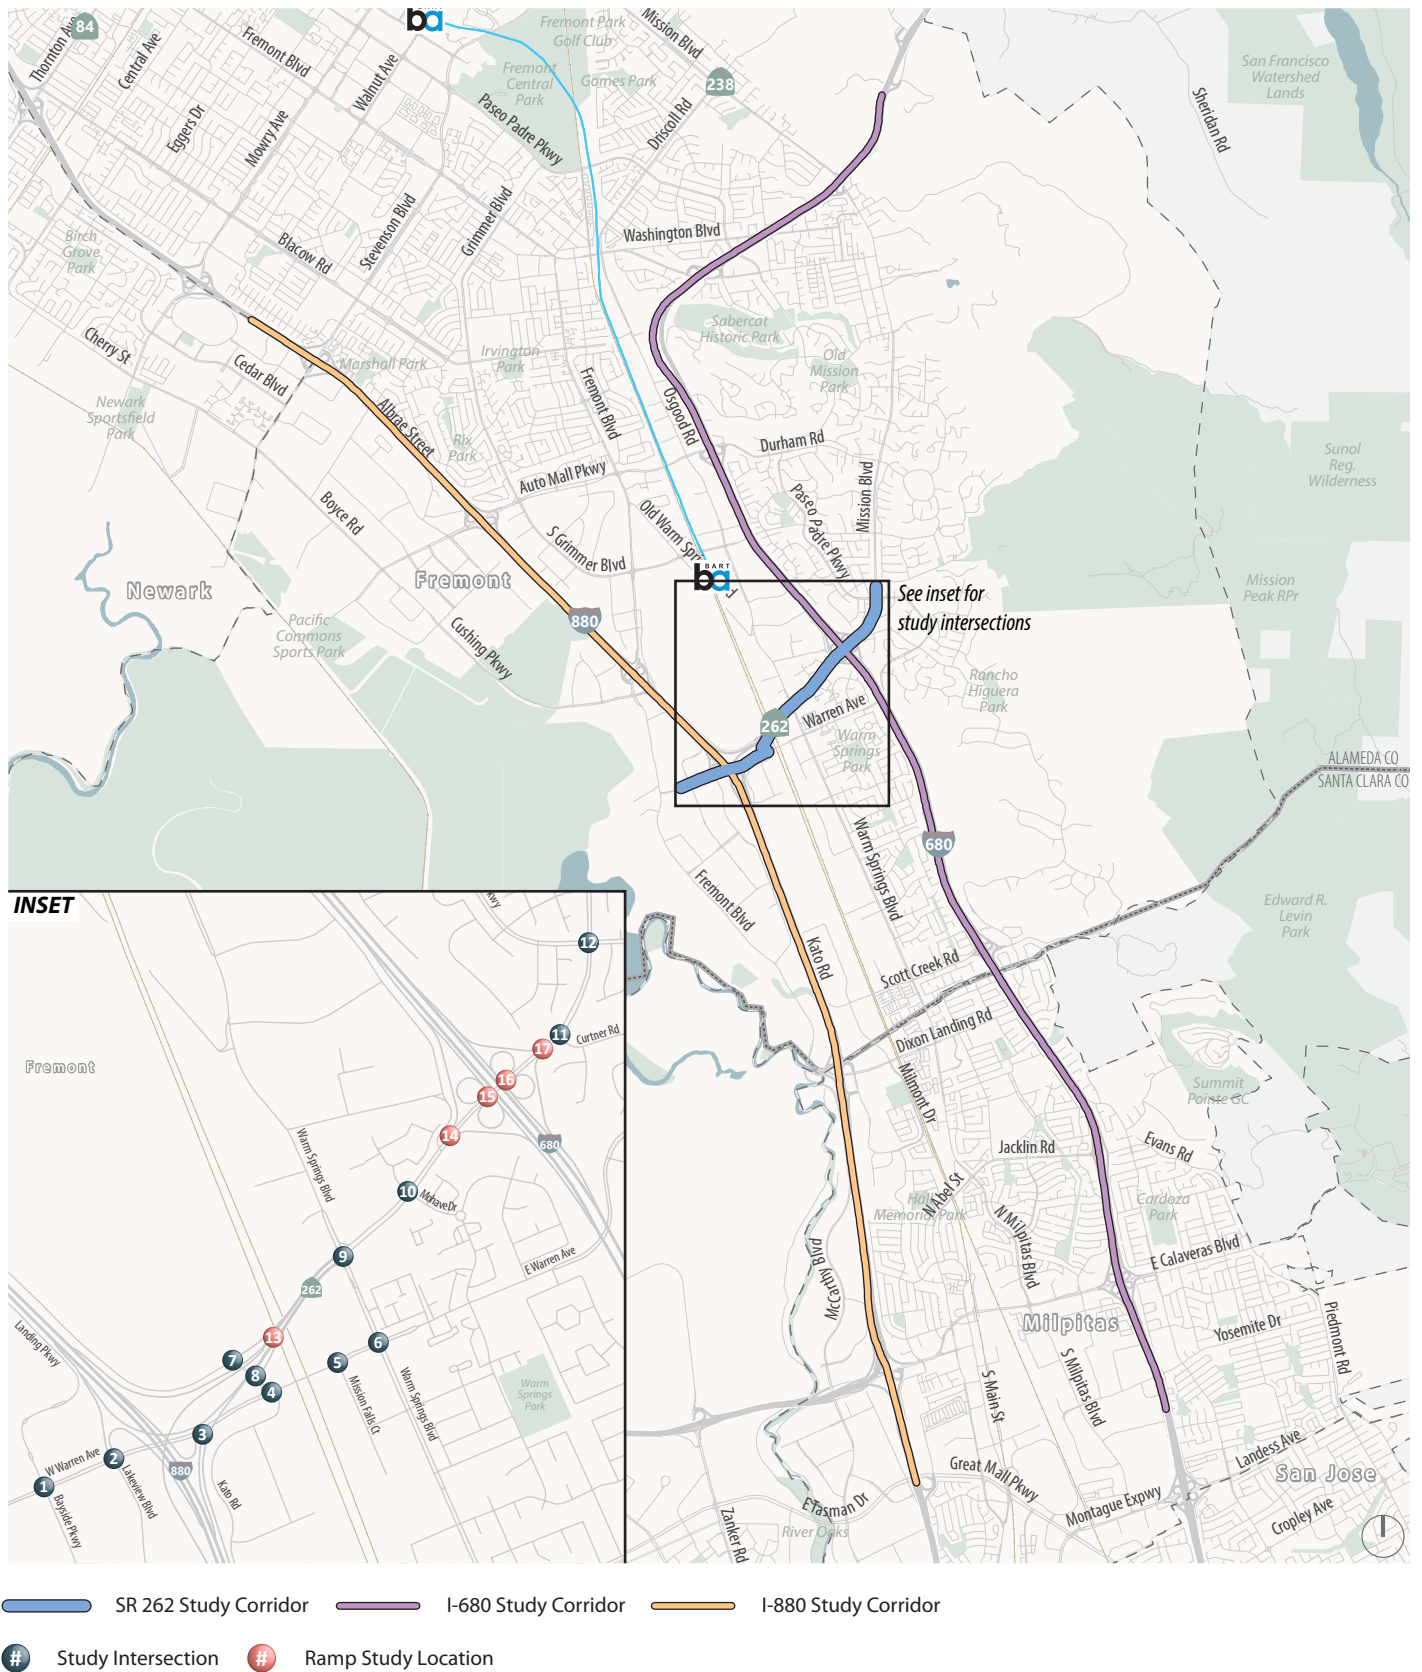 84
Thornton Ave
Central Ave
Fremont Blvd
Walnut Ave
ba
Fremont Park
Golf Club
Mission Blvd
San Francisco
Watershed
Lands
Fremont
Central
Park
Gomes Park
238
Sheridan Rd
Eggers Dr
Mowry Ave
Paseo Padre Pkwy
Driscoll Rd
Birch
Grove
Park
Blacow Rd
Stevenson Blvd
Grimmer Blvd
Washington Blvd
Sabercat
Historic Park
Old
Mission
Park
Cherry St
Cedar Blvd
Marshall Park
Irvington
Park
Fremont Blvd
Osgood Rd
Newark
Sportsfield
Park
Albrae Street
Rix
Park
Durham Rd
Sunol
Reg.
Wilderness
Auto Mall Pkwy
Mission Blvd
Boyce Rd
Paseo Padre Pkwy
Old Warm Spri
d
S Grimmer Blvd
BART
ba
Newark
Fremont
See inset for
study intersections
Mission
Peak RPr
Pacific
Commons
Sports Park
880
Cushing Pkwy
Rancho
Higuera
Park
262
Warren Ave
Warm
Springs
Park
ALAMEDA CO
SANTA CLARA CO
680
Warm Springs Blvd
Fremont Blvd
Edward R.
Levin
Park
Kato Rd
Scott Creek Rd
Dixon Landing Rd
Milmont Dr
Summit
Pointe GC
Jacklin Rd
Evans Rd
N Abel St
Hall
Memorial Park
Cardoza
Park
N Milpitas Blvd
McCarthy Blvd
E Calaveras Blvd
Milpitas
Yosemite Dr
Piedmont Rd
S Main St
S Milpitas Blvd
Landess Ave
Great Mall Pkwy
San Jose
Montague Expwy
Cropley Ave
E Tasman Dr
River Oaks
Zanker Rd
INSET
kwy
12
11
Curtner Rd
17
Fremont
16
15
680
14
Warm Springs Blvd
10
Mohave Dr
9
E Warren Ave
262
Landing Pkwy
13
6
7
5
8
4
Mission Falls Ct
Warm Springs Blvd
Warm
Springs
Park
3
W Warren Ave
2
880
1
Lakeview Blvd
Kato Rd
Bayside Pkwy
SR 262 Study Corridor
I-680 Study Corridor
I-880 Study Corridor
# Study Intersection
# Ramp Study Location